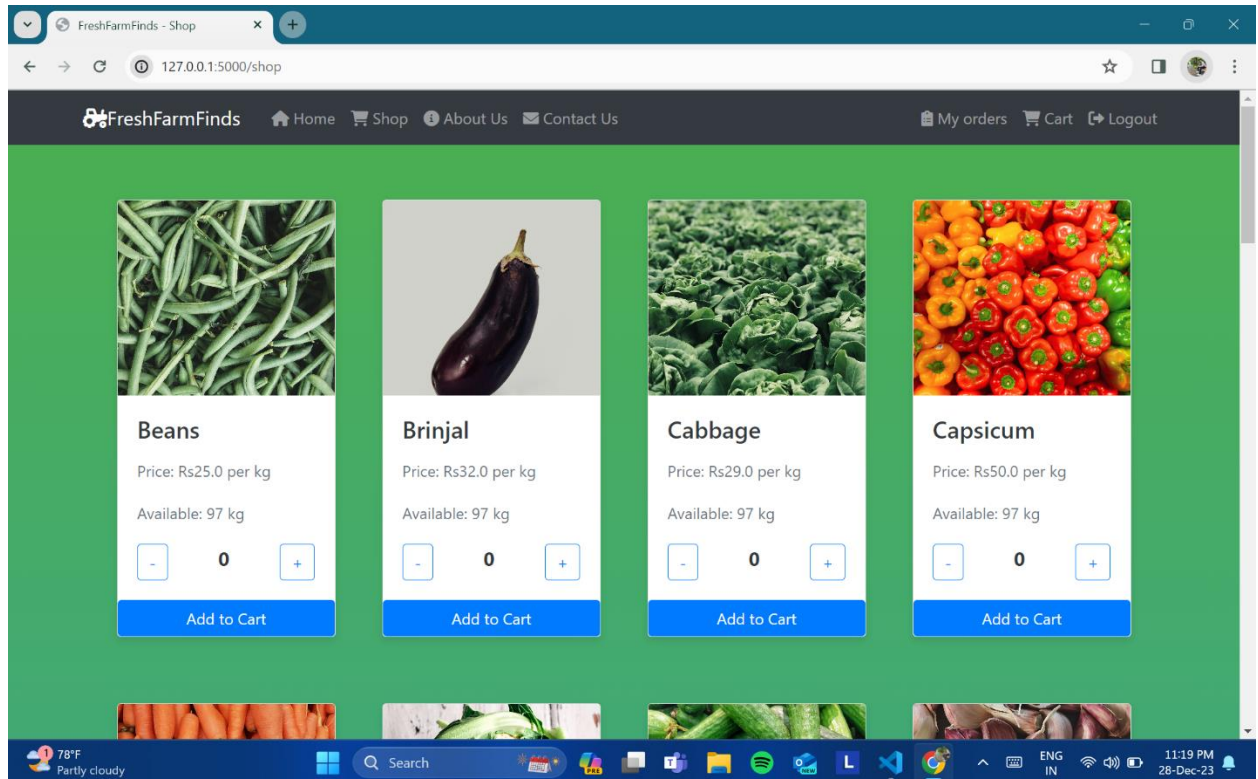 FreshFarmFinds - Shop
127.0.0.1:5000/shop
FreshFarmFinds Home Shop About Us Contact Us My orders Cart Logout
Beans Brinjal Cabbage Capsicum
Price: Rs25.0 per kg Price: Rs32.0 per kg Price: Rs29.0 per kg Price: Rs50.0 per kg
Available: 97 kg Available: 97 kg Available: 97 kg Available: 97 kg
- 0 + - 0 + - 0 + - 0 +
Add to Cart Add to Cart Add to Cart Add to Cart
1 78°F Search PRE T NEW L ENG 11:19 PM
Partly cloudy IN 28-Dec-23